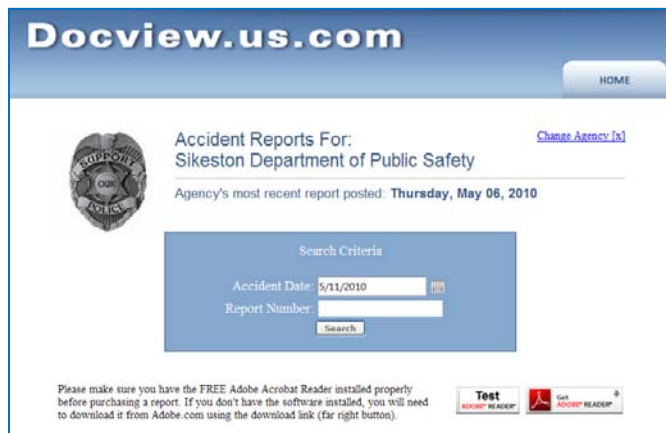 Docview.us.com
HOME
Accident Reports For:
Sikeston Department of Public Safety
Change Agency [x]
Agency's most recent report posted: Thursday, May 06, 2010
SUPPORT
OUR
POLICE
Search Criteria
Accident Date: 5/11/2010
Report Number:
Search
Please make sure you have the FREE Adobe Acrobat Reader installed properly
before purchasing a report. If you don't have the software installed, you will need
to download it from Adobe.com using the download link (far right button).
Test
ADOBE® READER®
Get
ADOBE® READER®